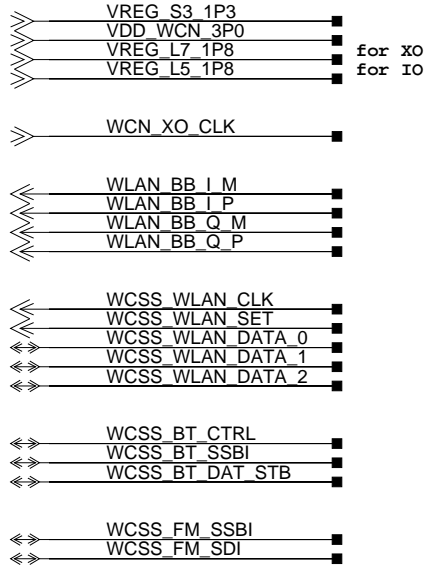 VREG_S3_1P3
VDD_WCN_3P0
VREG_L7_1P8 for XO
VREG_L5_1P8 for IO
WCN_XO_CLK
WLAN_BB_I_M
WLAN_BB_I_P
WLAN_BB_Q_M
WLAN_BB_Q_P
WCSS_WLAN_CLK
WCSS_WLAN_SET
WCSS_WLAN_DATA_0
WCSS_WLAN_DATA_1
WCSS_WLAN_DATA_2
WCSS_BT_CTRL
WCSS_BT_SSBI
WCSS_BT_DAT_STB
WCSS_FM_SSBI
WCSS_FM_SDI